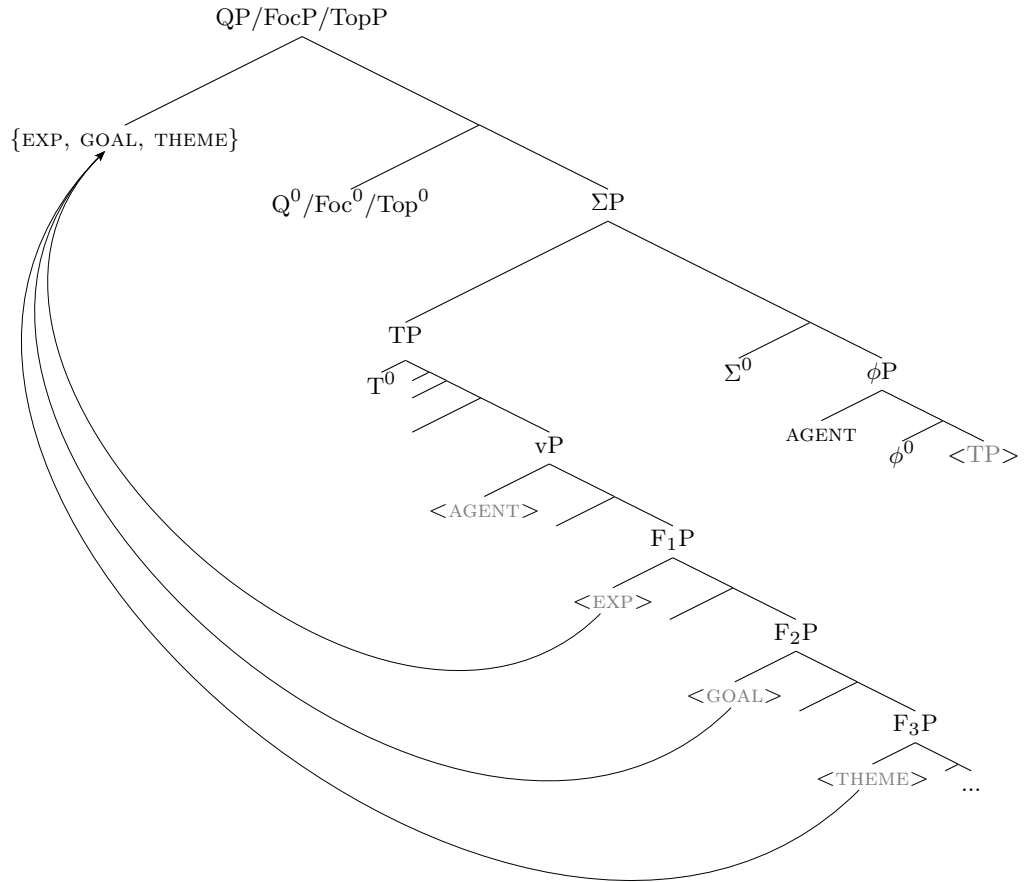 QP/FocP/TopP
{EXP, GOAL, THEME}
Q⁰/Foc⁰/Top⁰
ΣP
TP
T⁰
Σ⁰
ϕP
AGENT
ϕ⁰
<TP>
vP
<AGENT>
F₁P
<EXP>
F₂P
<GOAL>
F₃P
<THEME>
...